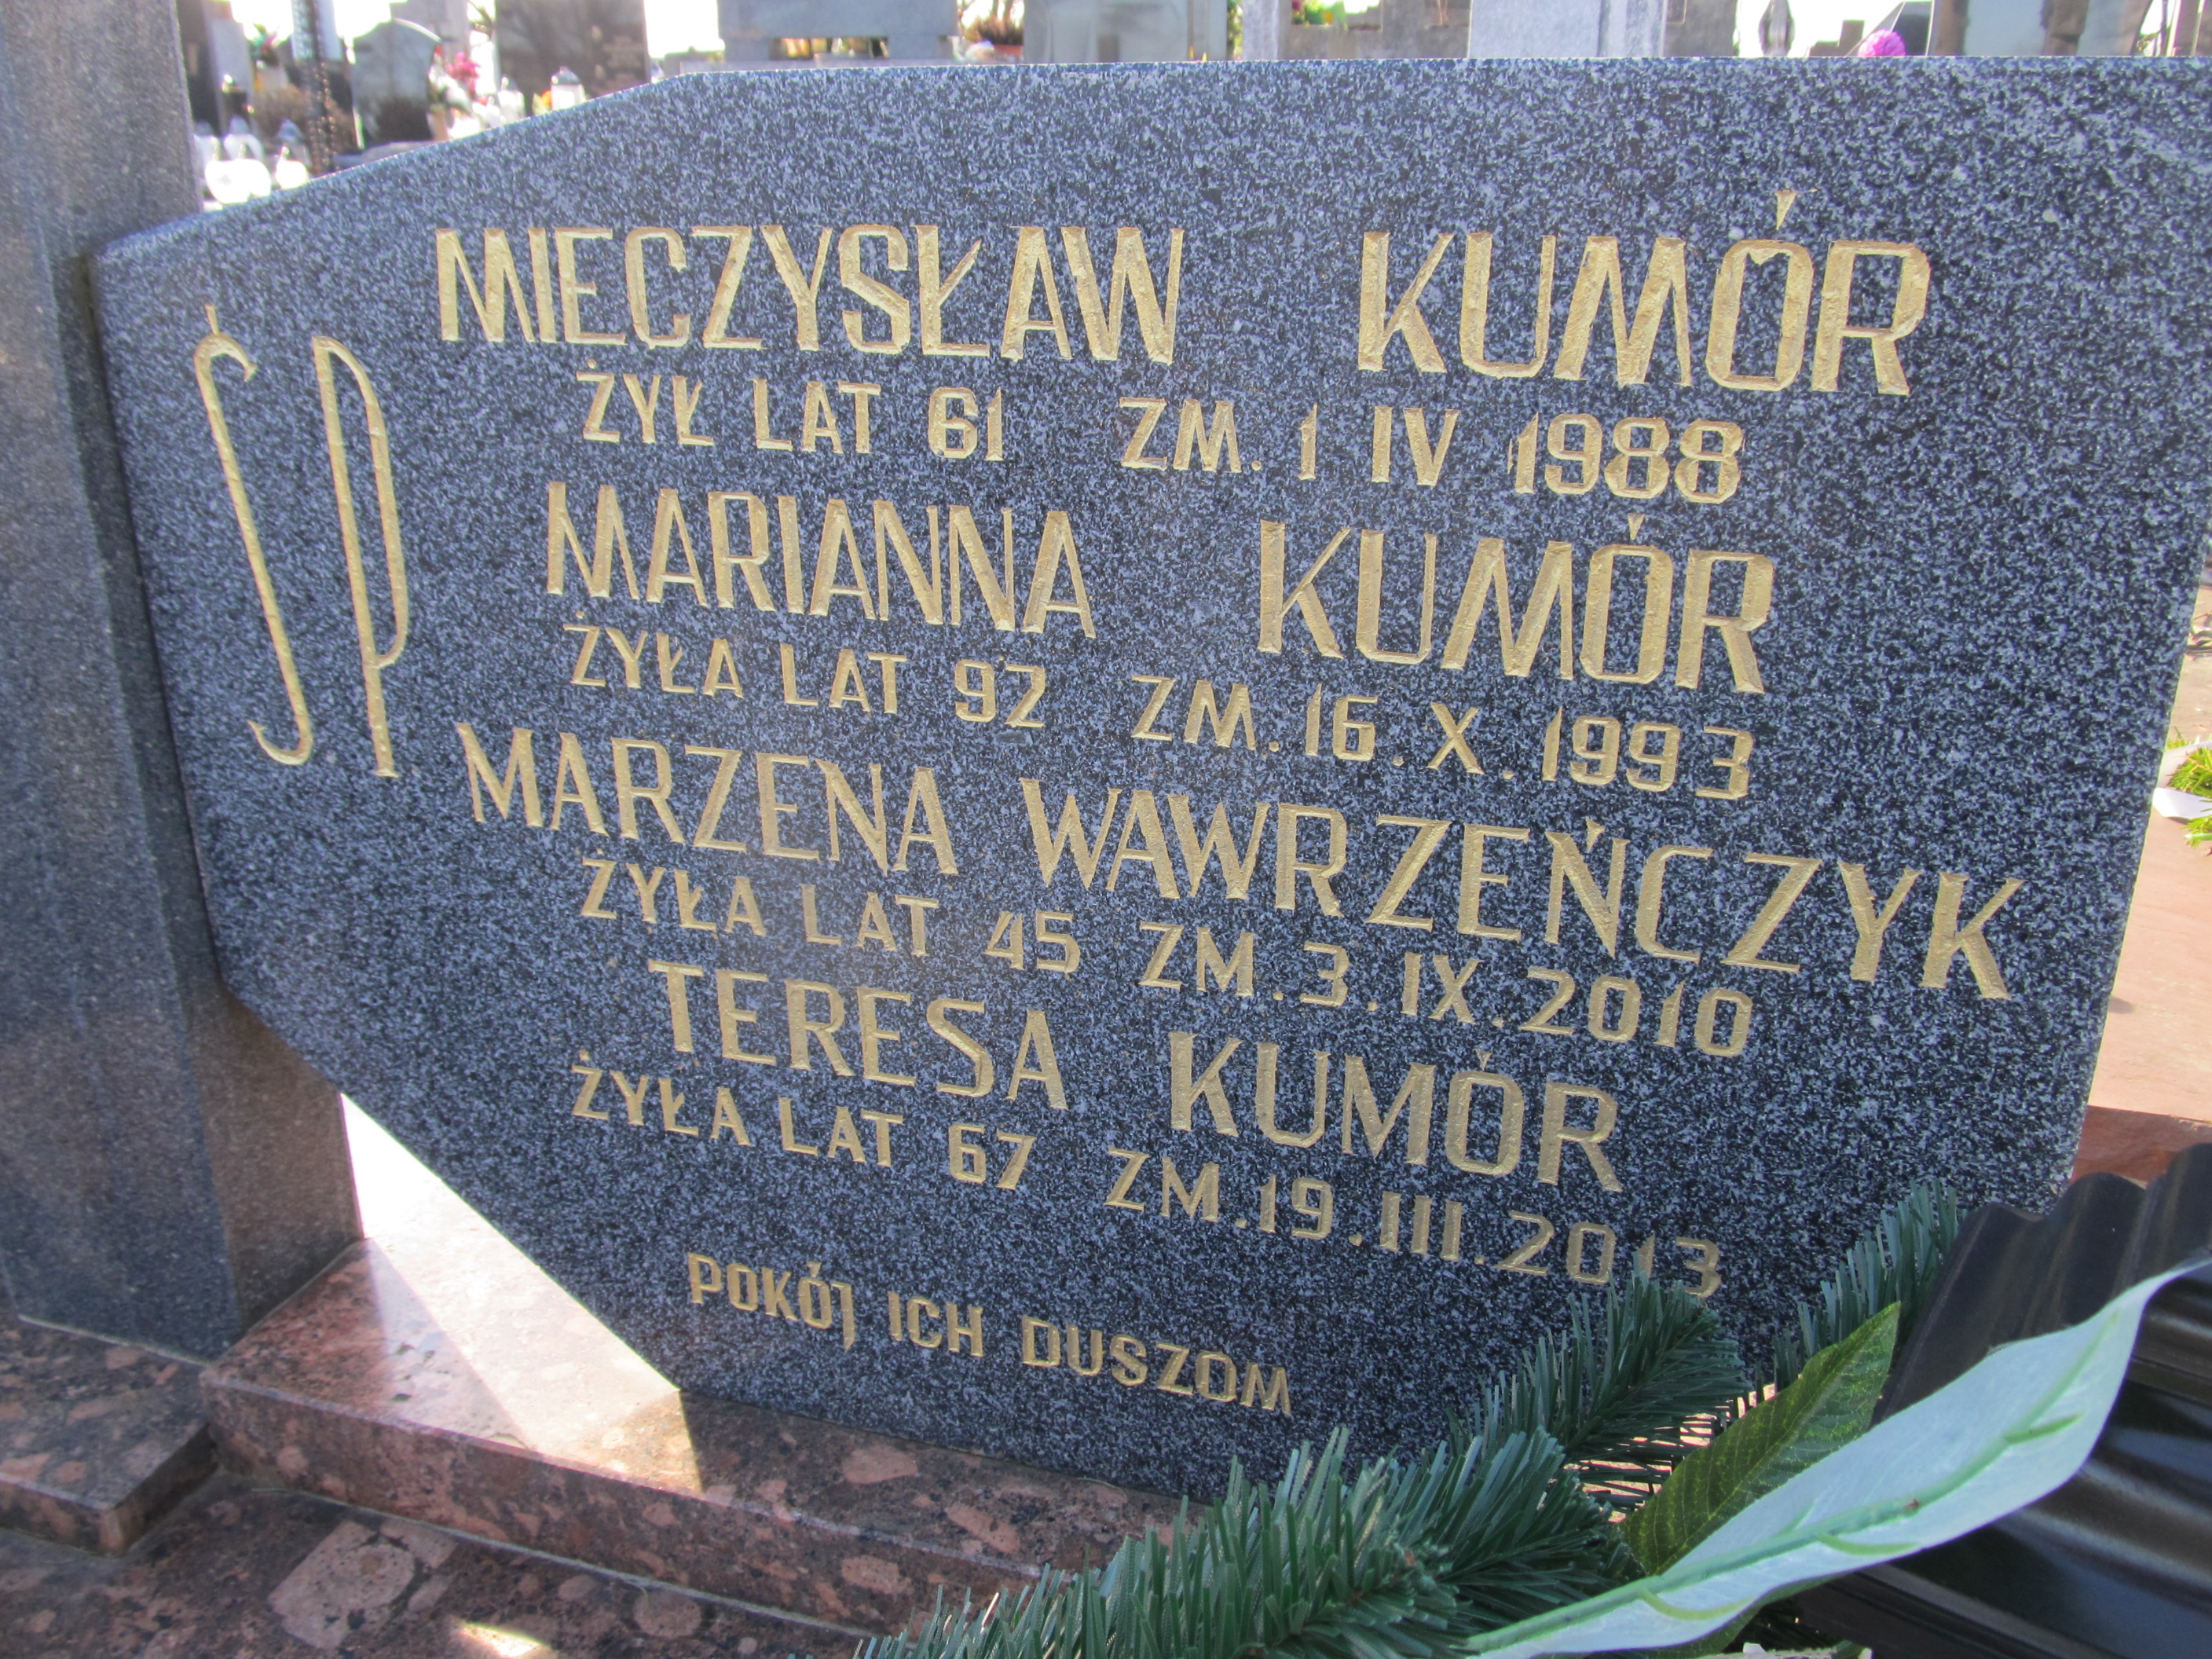 ŚP
MIECZYSŁAW KUMÓR
ŻYŁ LAT 61 ZM. 1 IV 1988
MARIANNA KUMÓR
ŻYŁA LAT 92 ZM. 16. X. 1993
MARZENA WAWRZEŃCZYK
ŻYŁA LAT 45 ZM. 3. IX. 2010
TERESA KUMÓR
ŻYŁA LAT 67 ZM. 19. III. 2013
POKÓJ ICH DUSZOM